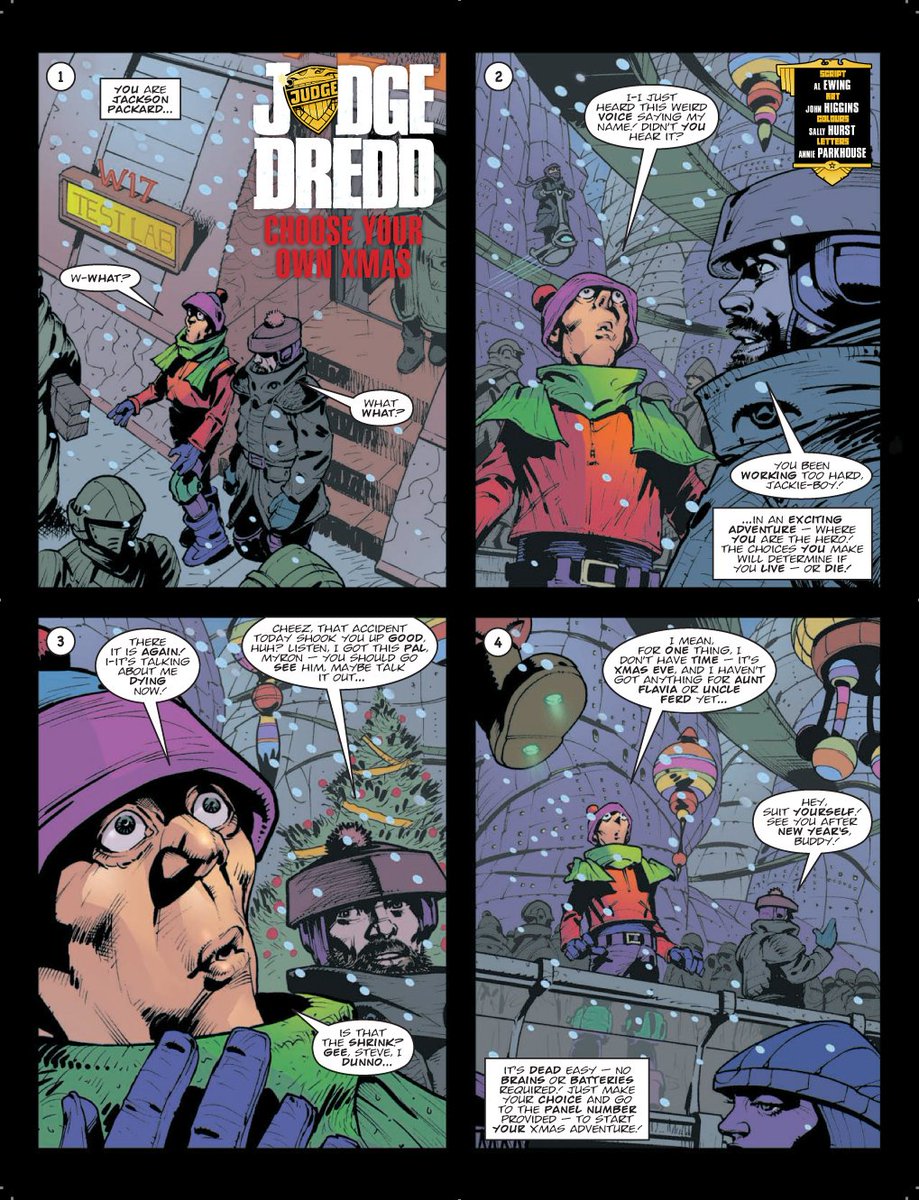 1
YOU ARE
JACKSON
PACKARD...
JUDGE
JUDGE
DREDD
CHOOSE YOUR
OWN XMAS
W17
TEST LAB
W-WHAT?
WHAT
WHAT?
2
I-I JUST
HEARD THIS WEIRD
VOICE SAYING MY
NAME! DIDN'T YOU
HEAR IT?
SCRIPT
AL EWING
ART
JOHN HIGGINS
COLOURS
SALLY HURST
LETTERS
ANNIE PARKHOUSE
YOU BEEN
WORKING TOO HARD,
JACKIE-BOY!
...IN AN EXCITING
ADVENTURE — WHERE
YOU ARE THE HERO!
THE CHOICES YOU MAKE
WILL DETERMINE IF
YOU LIVE — OR DIE!
3
THERE
IT IS AGAIN!
I-IT'S TALKING
ABOUT ME
DYING
NOW!
CHEEZ, THAT ACCIDENT
TODAY SHOOK YOU UP GOOD,
HUH? LISTEN, I GOT THIS PAL,
MYRON — YOU SHOULD GO
SEE HIM, MAYBE TALK
IT OUT...
IS THAT
THE SHRINK?
GEE, STEVE, I
DUNNO...
4
I MEAN,
FOR ONE THING, I
DON'T HAVE TIME — IT'S
XMAS EVE, AND I HAVEN'T
GOT ANYTHING FOR AUNT
FLAVIA OR UNCLE
FERD YET...
HEY,
SUIT YOURSELF!
SEE YOU AFTER
NEW YEAR'S,
BUDDY!
IT'S DEAD EASY — NO
BRAINS OR BATTERIES
REQUIRED! JUST MAKE
YOUR CHOICE AND GO
TO THE PANEL NUMBER
PROVIDED — TO START
YOUR XMAS ADVENTURE!